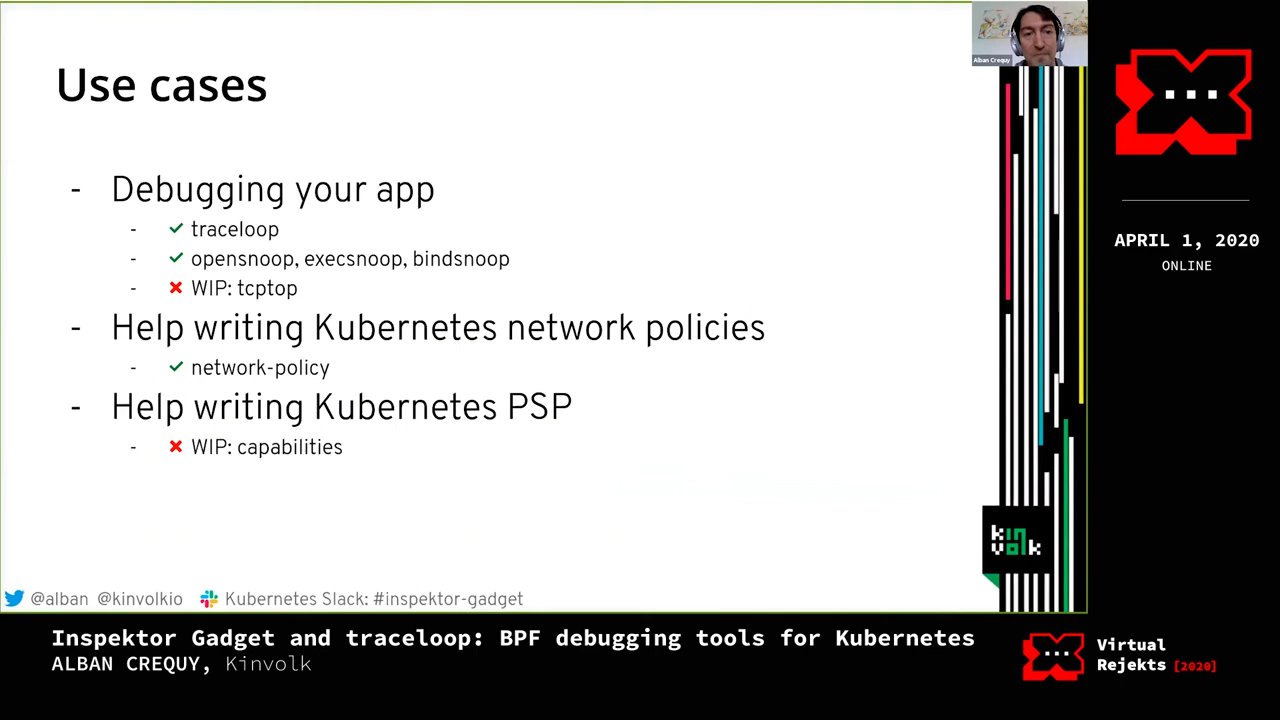 Use cases
- Debugging your app
- ✓ traceloop
- ✓ opensnoop, execsnoop, bindsnoop
- ✖ WIP: tcptop
- Help writing Kubernetes network policies
- ✓ network-policy
- Help writing Kubernetes PSP
- ✖ WIP: capabilities
@alban @kinvolkio Kubernetes Slack: #inspektor-gadget
Alban Crequy
kinvolk
APRIL 1, 2020
ONLINE
Inspektor Gadget and traceloop: BPF debugging tools for Kubernetes
ALBAN CREQUY, Kinvolk
Virtual
Rejekts [2020]